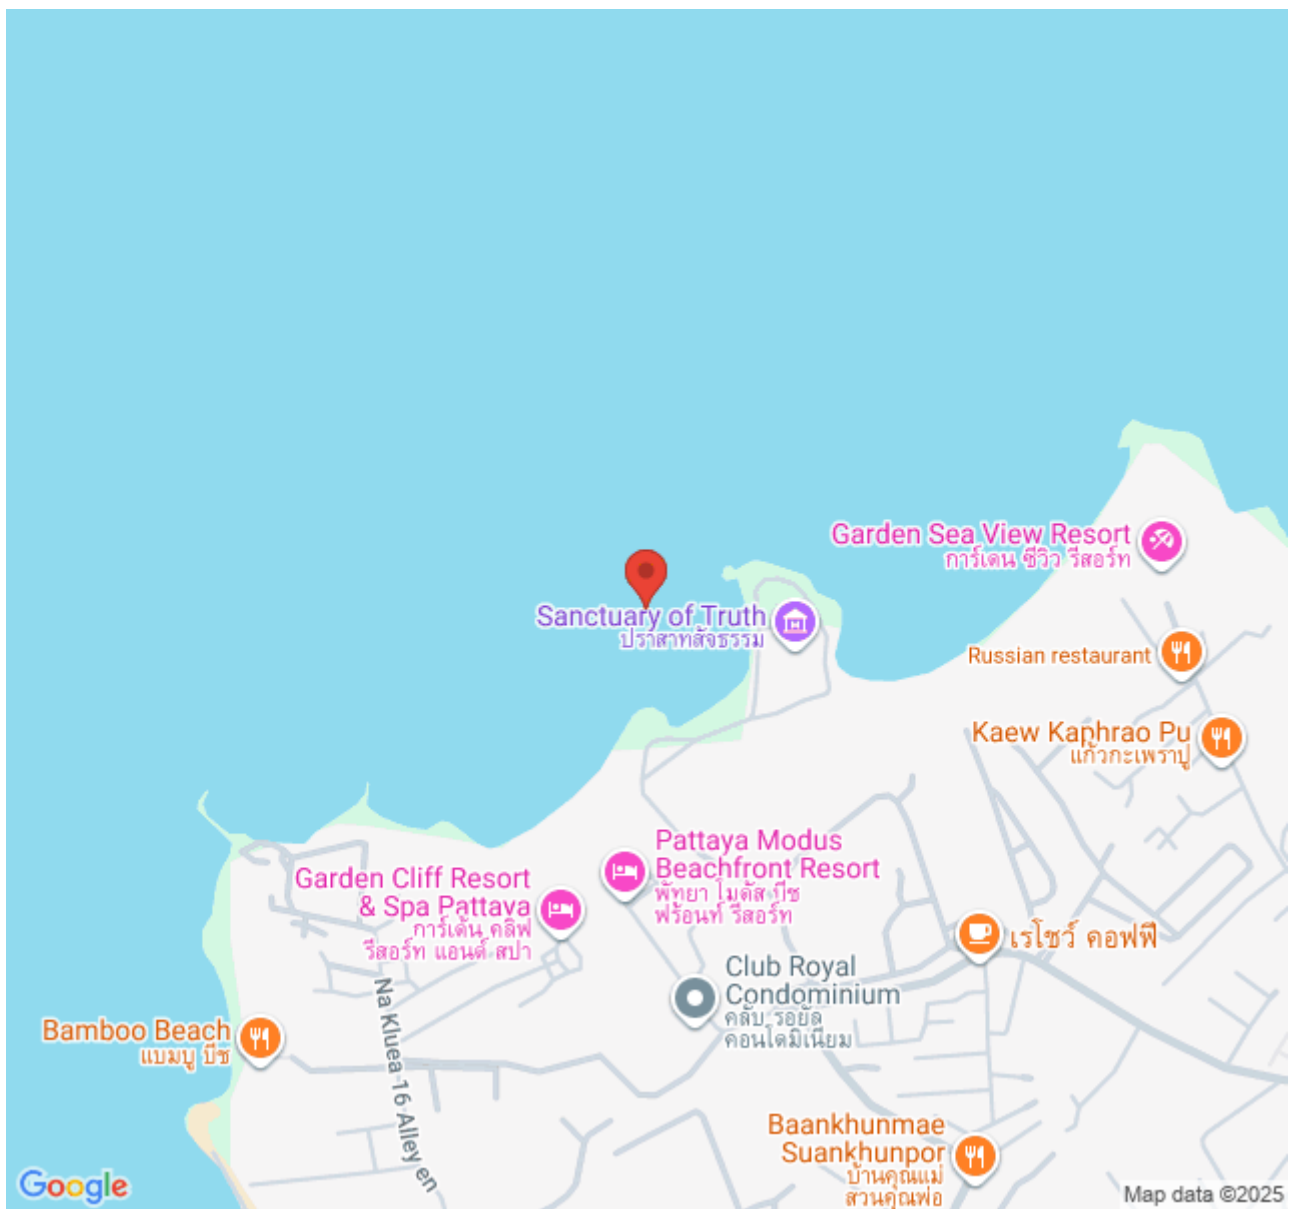 Garden Sea View Resort
การ์เดน ซีวิว รีสอร์ท
Sanctuary of Truth
ปราสาทสัจธรรม
Russian restaurant
Kaew Kaphrao Pu
แก้วกะเพราปู
Pattaya Modus
Beachfront Resort
พัทยา โมดัส บีช
ฟร้อนท์ รีสอร์ท
Garden Cliff Resort
& Spa Pattaya
การ์เด้น คลิฟ
รีสอร์ท แอนด์ สปา
เรโชว์ คอฟฟี่
Club Royal
Condominium
คลับ รอยัล
คอนโดมิเนียม
Na Kluea 16 Alley en
Bamboo Beach
แบมบู บีช
Baankhunmae
Suankhunpor
บ้านคุณแม่
สวนคุณพ่อ
Google
Map data ©2025